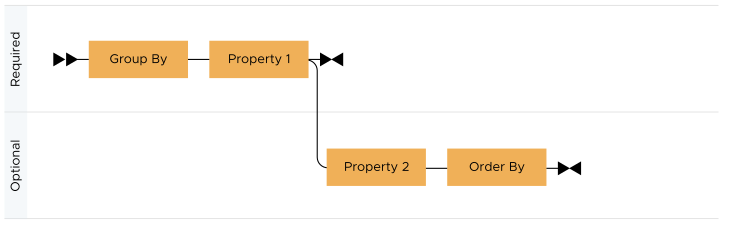 Required
Group By
Property 1
Optional
Property 2
Order By